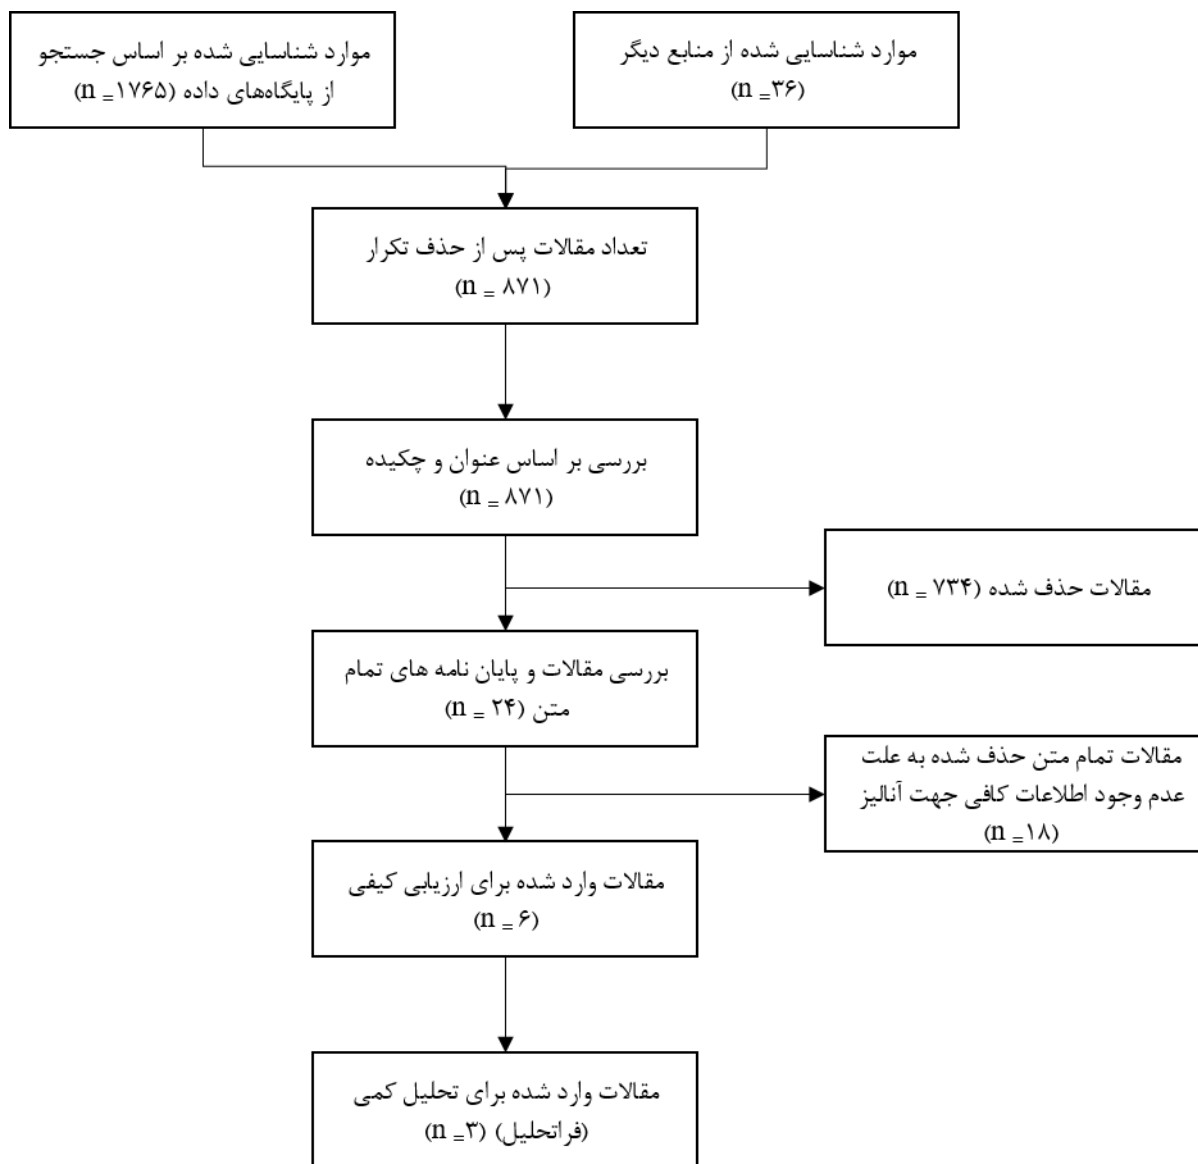 موارد شناسایی شده از منابع دیگر
(n =۳۶)
موارد شناسایی شده بر اساس جستجو
از پایگاه‌های داده (n =۱۷۶۵)
تعداد مقالات پس از حذف تکرار
(n = ۸۷۱)
بررسی بر اساس عنوان و چکیده
(n = ۸۷۱)
مقالات حذف شده (n = ۷۳۴)
بررسی مقالات و پایان نامه های تمام
متن (n = ۲۴)
مقالات تمام متن حذف شده به علت
عدم وجود اطلاعات کافی جهت آنالیز
(n =۱۸)
مقالات وارد شده برای ارزیابی کیفی
(n = ۶)
مقالات وارد شده برای تحلیل کمی
(فراتحلیل) (n =۳)